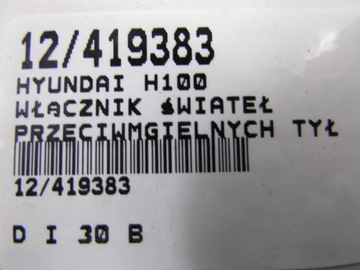 12/419383
HYUNDAI H100
WŁĄCZNIK ŚWIATEŁ
PRZECIWMGIELNYCH TYŁ
12/419383
D I 30 B